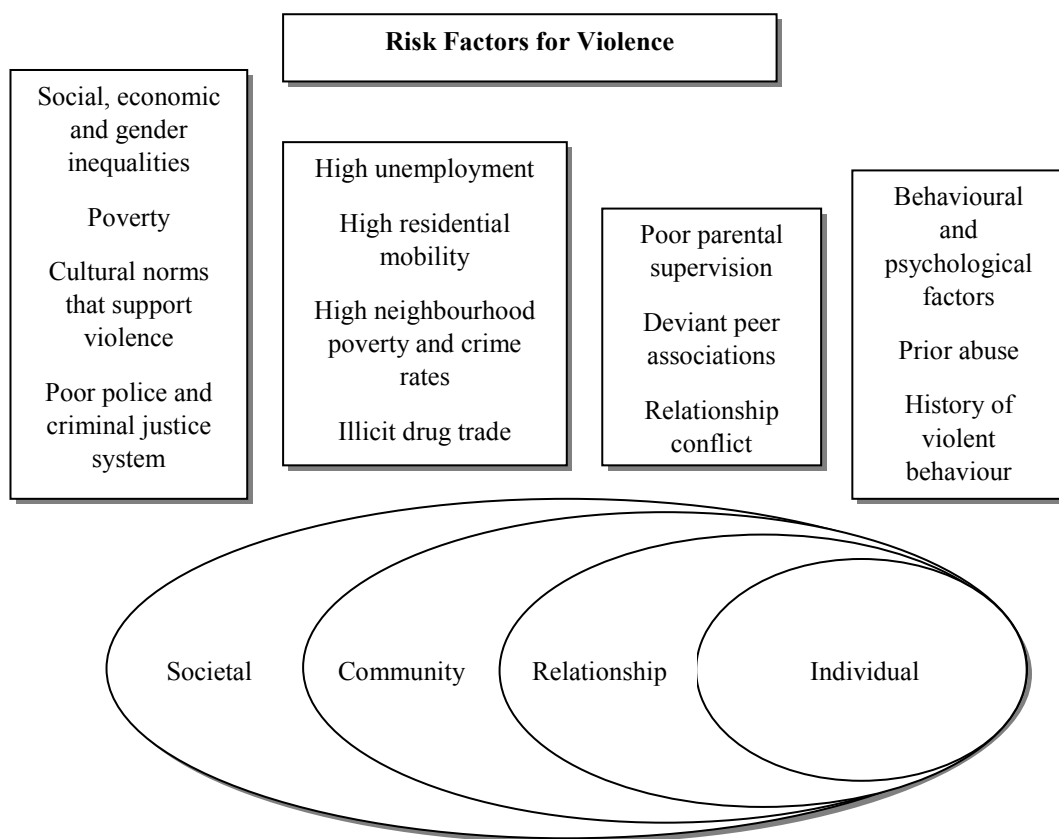 Risk Factors for Violence
Social, economic
and gender
inequalities
Poverty
Cultural norms
that support
violence
Poor police and
criminal justice
system
High unemployment
High residential
mobility
High neighbourhood
poverty and crime
rates
Illicit drug trade
Poor parental
supervision
Deviant peer
associations
Relationship
conflict
Behavioural
and
psychological
factors
Prior abuse
History of
violent
behaviour
Societal
Community
Relationship
Individual